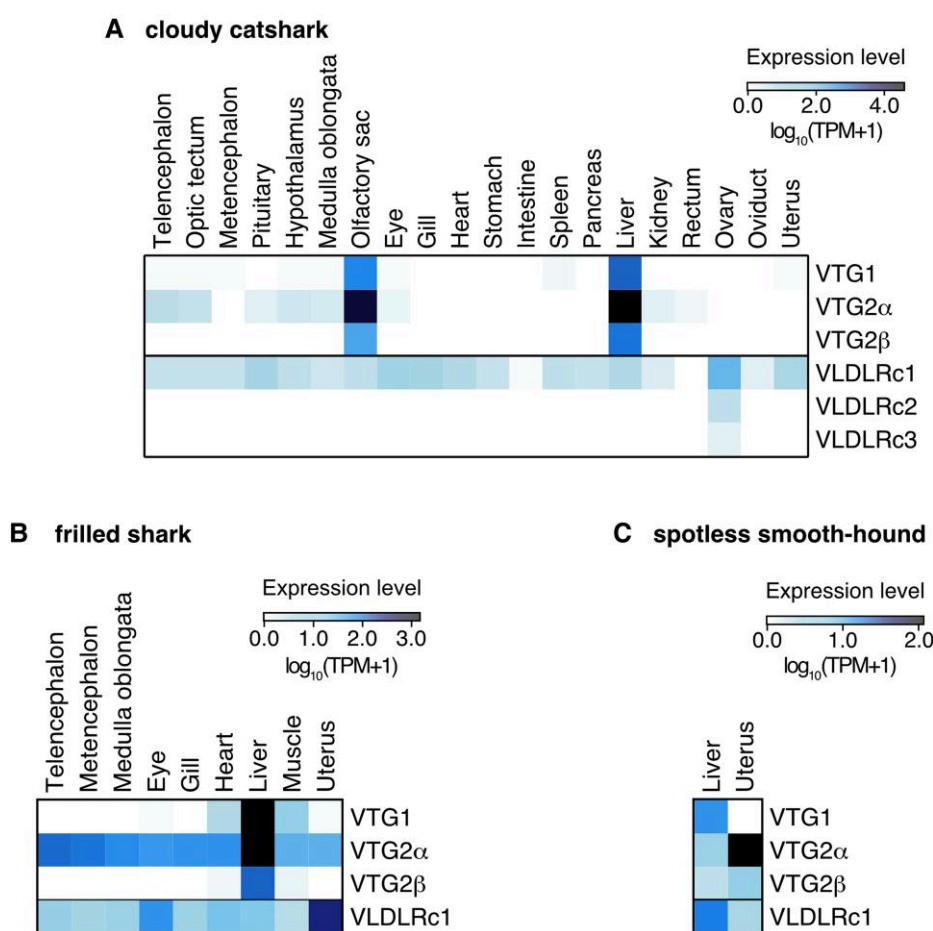 A cloudy catshark
Expression level
0.0 2.0 4.0
log10(TPM+1)
Telencephalon
Optic tectum
Metencephalon
Pituitary
Hypothalamus
Medulla oblongata
Olfactory sac
Eye
Gill
Heart
Stomach
Intestine
Spleen
Pancreas
Liver
Kidney
Rectum
Ovary
Oviduct
Uterus
VTG1
VTG2α
VTG2β
VLDLRc1
VLDLRc2
VLDLRc3
B frilled shark
Expression level
0.0 1.0 2.0 3.0
log10(TPM+1)
Telencephalon
Metencephalon
Medulla oblongata
Eye
Gill
Heart
Liver
Muscle
Uterus
VTG1
VTG2α
VTG2β
VLDLRc1
C spotless smooth-hound
Expression level
0.0 1.0 2.0
log10(TPM+1)
Liver
Uterus
VTG1
VTG2α
VTG2β
VLDLRc1